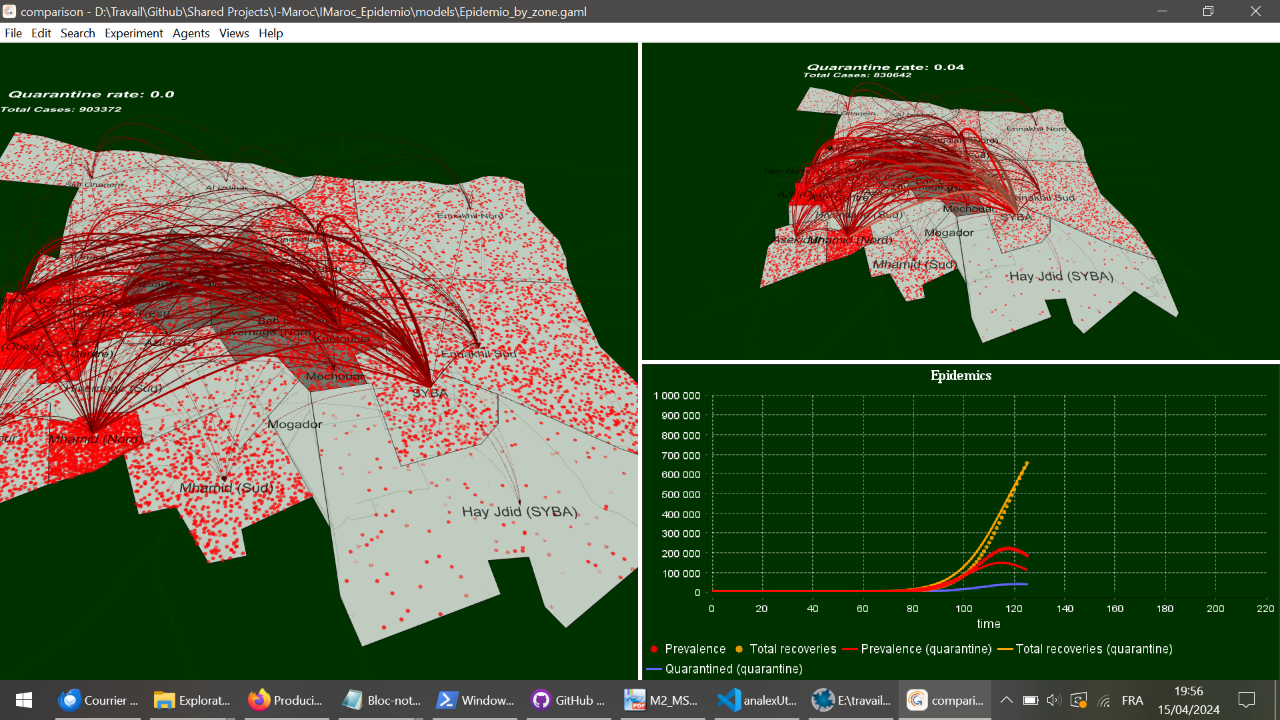 comparison - D:\Travail\Github\Shared Projects\I-Maroc\IMaroc_Epidemio\models\Epidemio_by_zone.gaml
File Edit Search Experiment Agents Views Help
Quarantine rate: 0.0
Total Cases: 903372
Ennakhil Nord
Ennakhil Sud
Mechouar
SYBA
Mogador
Mhamid (Nord)
Mhamid (Sud)
Hay Jdid (SYBA)
Quarantine rate: 0.04
Total Cases: 830642
Ennakhil Nord
Mechouar
SYBA
Mogador
Mhamid (Nord)
Mhamid (Sud)
Hay Jdid (SYBA)
Epidemics
1 000 000
900 000
800 000
700 000
600 000
500 000
400 000
300 000
200 000
100 000
0
0 20 40 60 80 100 120 140 160 180 200 220
time
Prevalence Total recoveries Prevalence (quarantine) Total recoveries (quarantine)
Quarantined (quarantine)
Courrier ... Explorat... Produci... Bloc-not... Window... GitHub ... M2_MS... analexUt... E:\travai... compari... FRA 19:56
15/04/2024